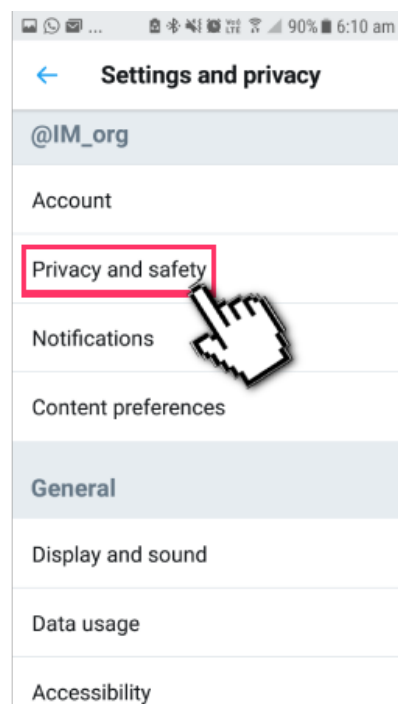 ... 90% 6:10 am
Settings and privacy
@IM_org
Account
Privacy and safety
Notifications
Content preferences
General
Display and sound
Data usage
Accessibility